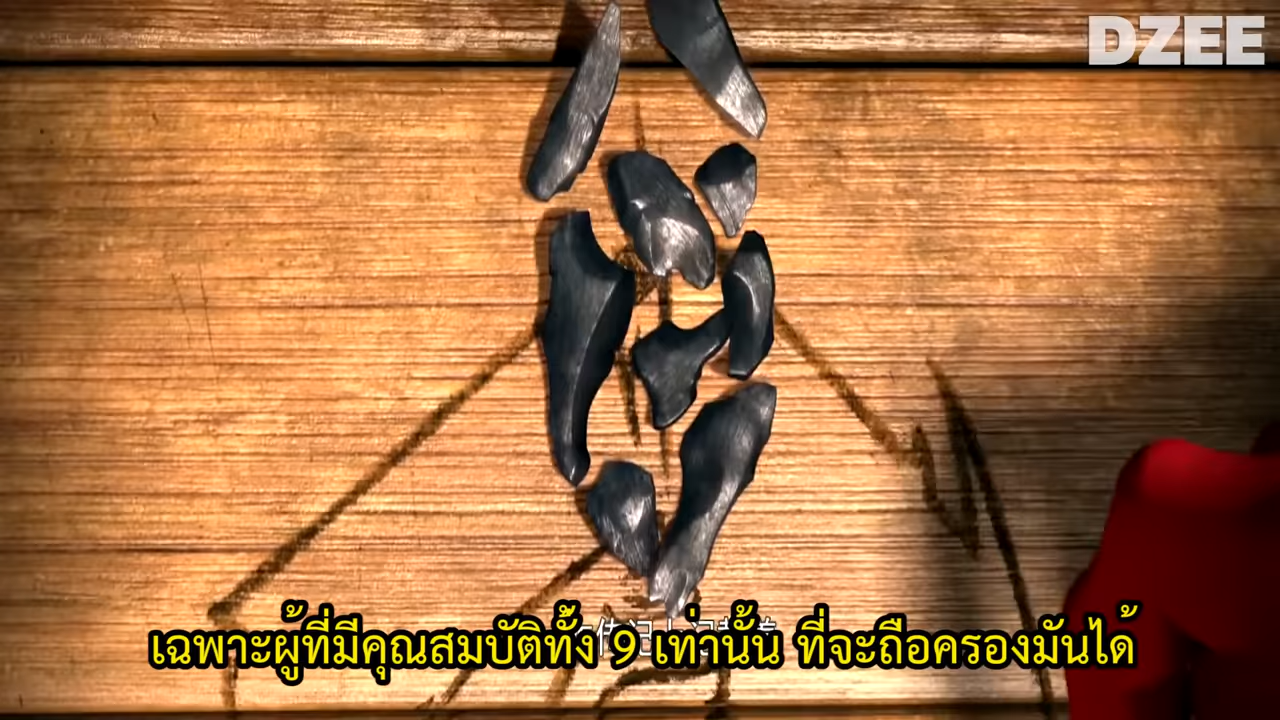 DZEE
เฉพาะผู้ที่มีคุณสมบัติทั้ง 9 เท่านั้น ที่จะถือครองมันได้